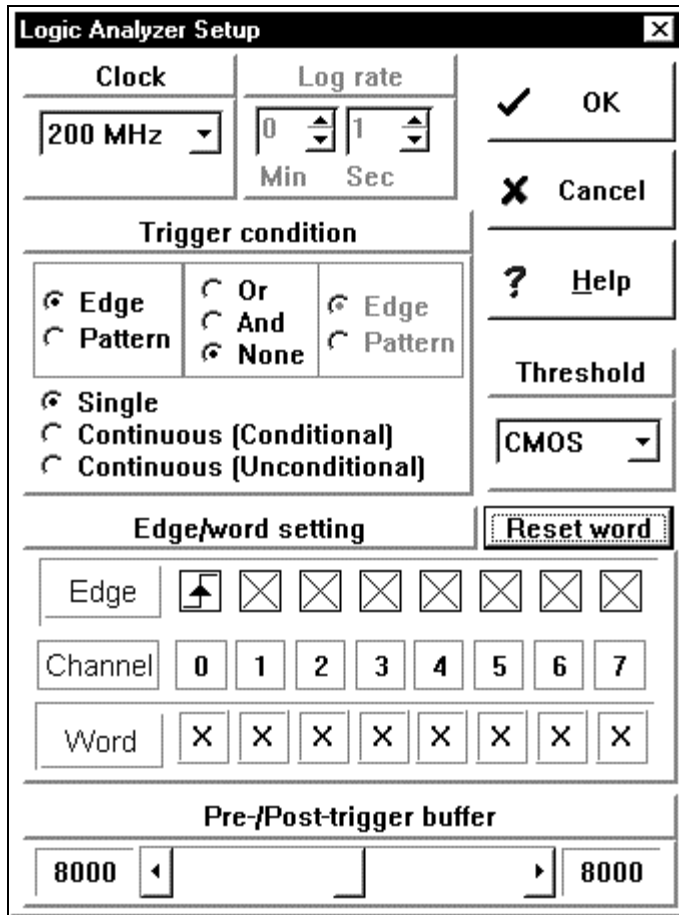 Logic Analyzer Setup
Clock
200 MHz
Log rate
0 1
Min Sec
OK
Cancel
? Help
Trigger condition
Edge
Pattern
Or
And
None
Edge
Pattern
Single
Continuous (Conditional)
Continuous (Unconditional)
Threshold
CMOS
Edge/word setting
Reset word
Edge
Channel 0 1 2 3 4 5 6 7
Word X X X X X X X X
Pre-/Post-trigger buffer
8000 8000